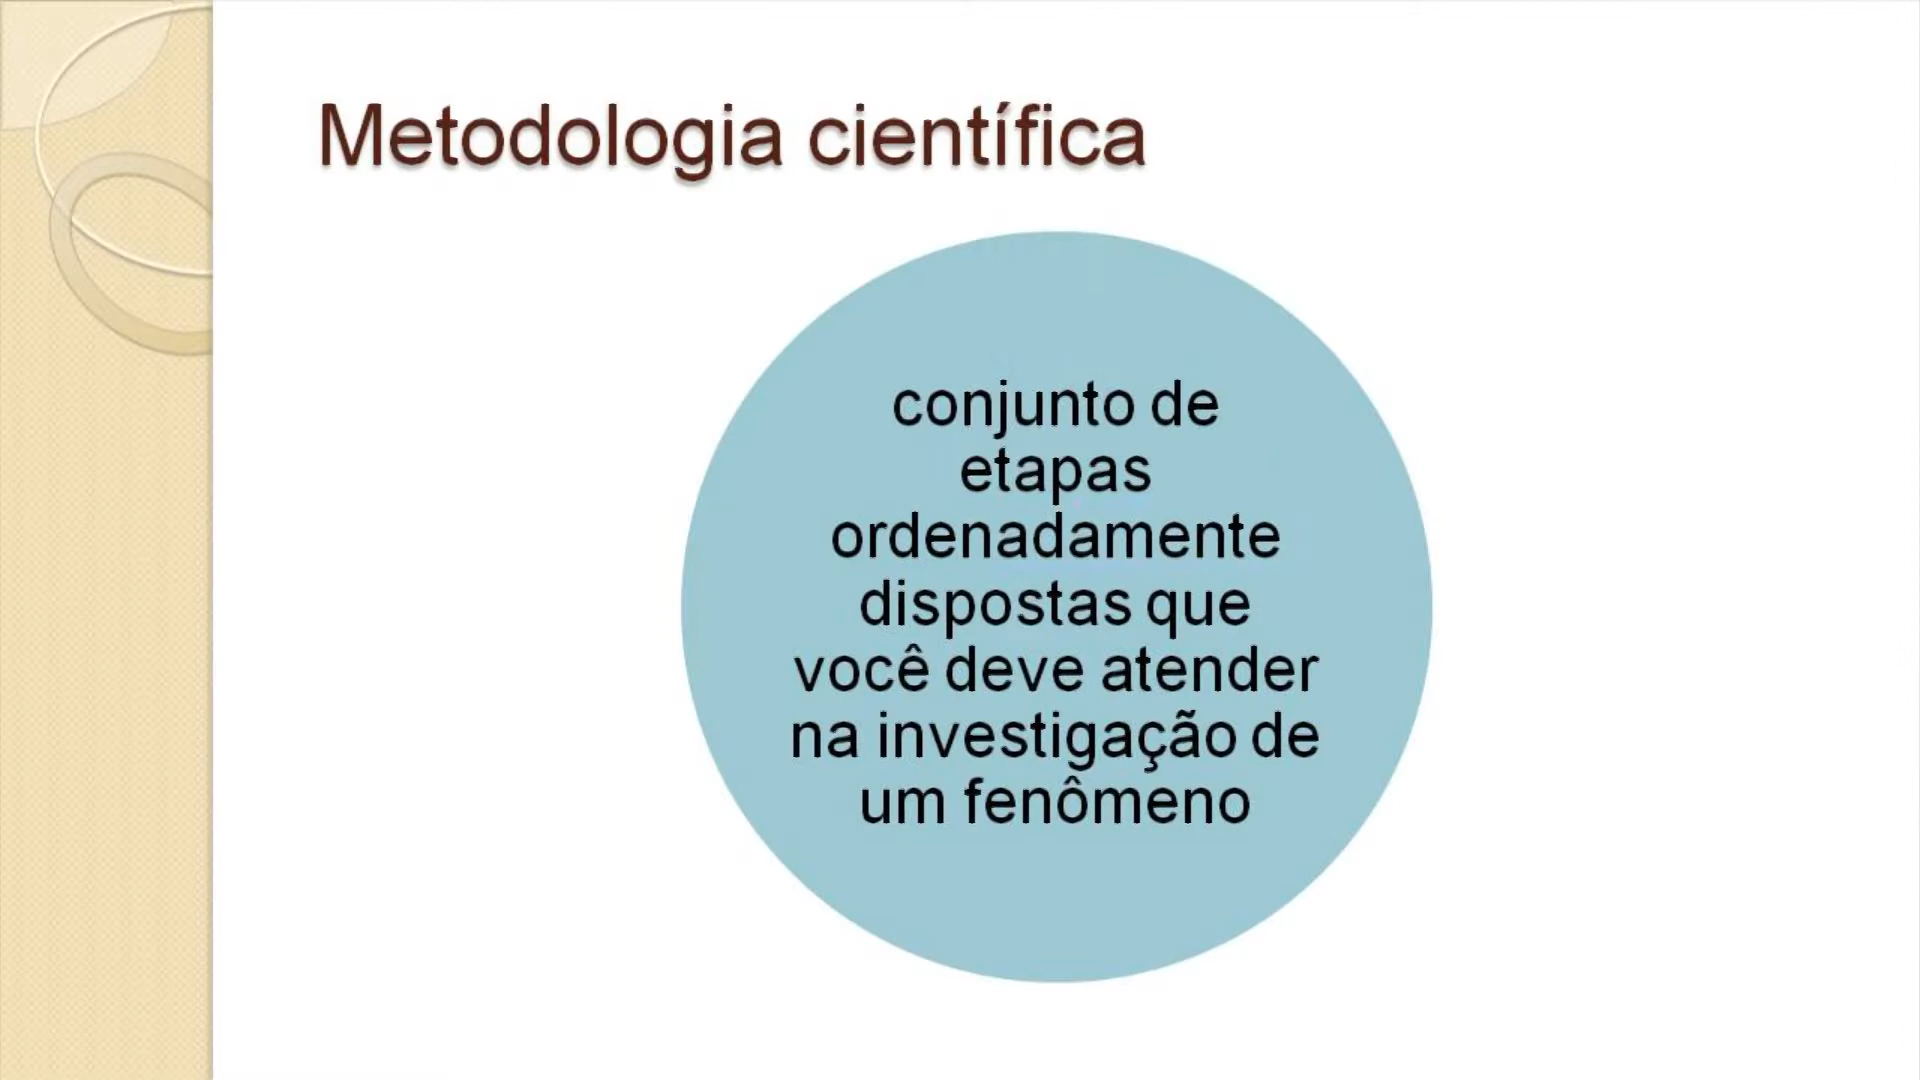 Metodologia científica
conjunto de
etapas
ordenadamente
dispostas que
você deve atender
na investigação de
um fenômeno